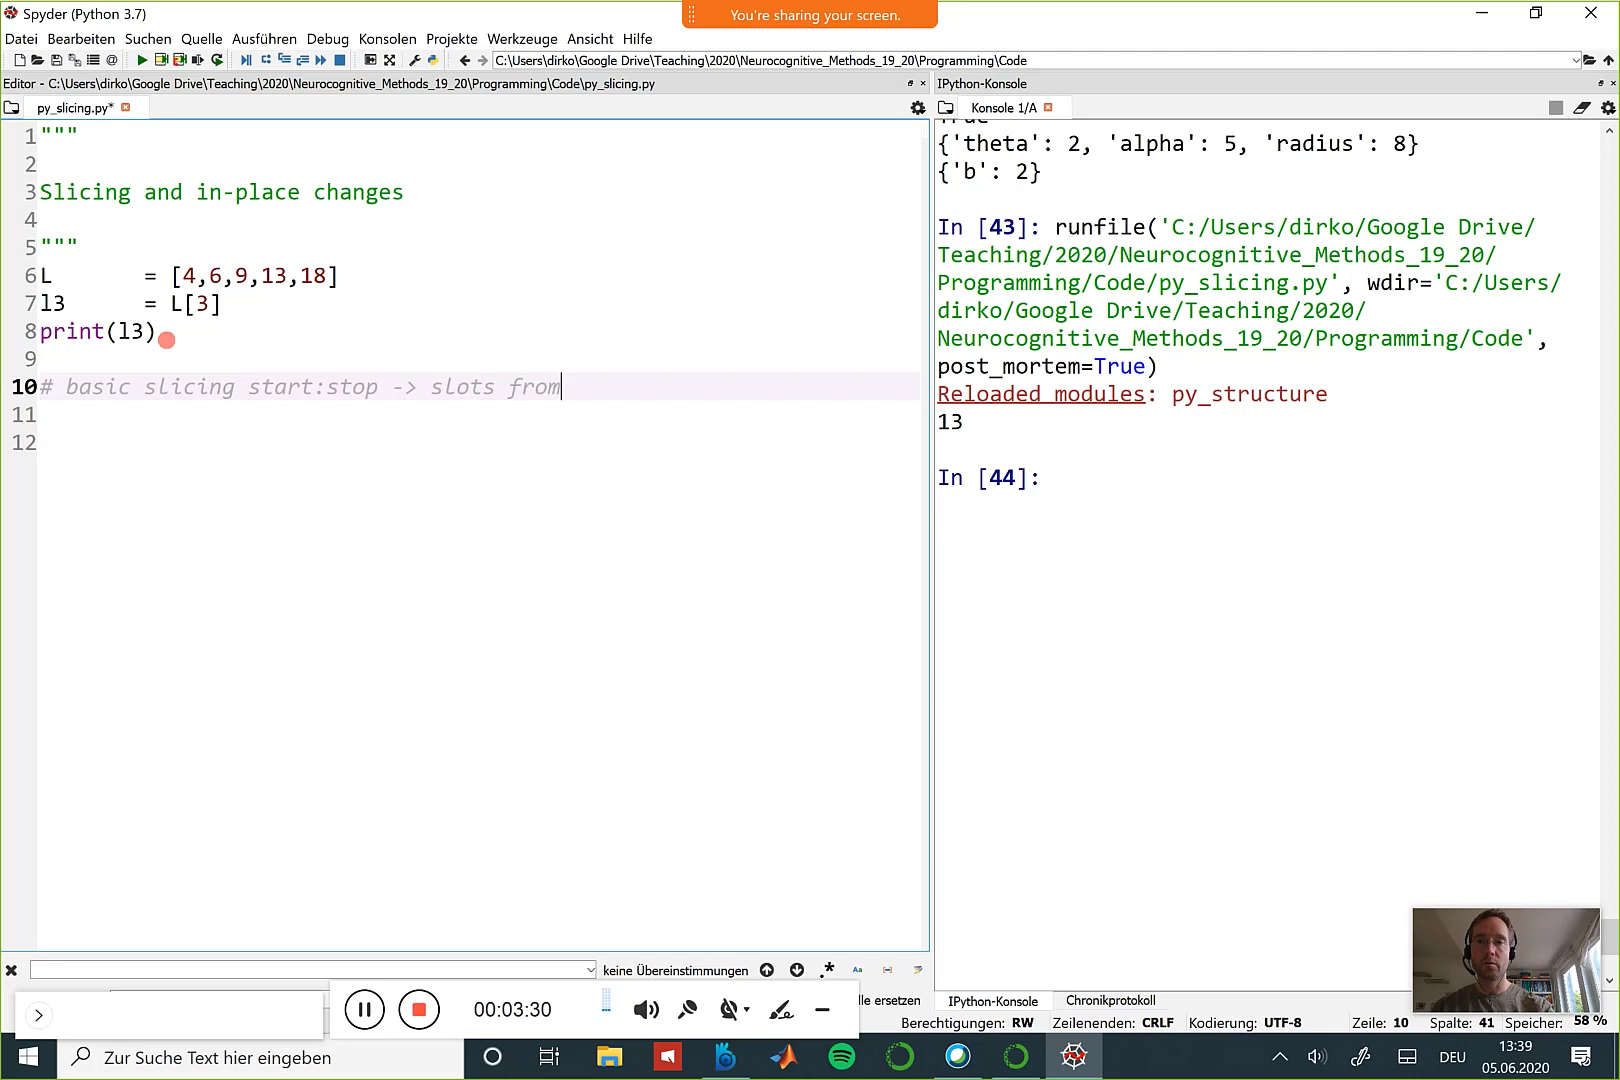 Spyder (Python 3.7)
You're sharing your screen.
Datei Bearbeiten Suchen Quelle Ausführen Debug Konsolen Projekte Werkzeuge Ansicht Hilfe
C:\Users\dirko\Google Drive\Teaching\2020\Neurocognitive_Methods_19_20\Programming\Code
Editor - C:\Users\dirko\Google Drive\Teaching\2020\Neurocognitive_Methods_19_20\Programming\Code\py_slicing.py
py_slicing.py*
1 """
2
3 Slicing and in-place changes
4
5 """
6 L = [4,6,9,13,18]
7 l3 = L[3]
8 print(l3)
9
10 # basic slicing start:stop -> slots from
11
12
IPython-Konsole
Konsole 1/A
True
{'theta': 2, 'alpha': 5, 'radius': 8}
{'b': 2}
In [43]: runfile('C:/Users/dirko/Google Drive/
Teaching/2020/Neurocognitive_Methods_19_20/
Programming/Code/py_slicing.py', wdir='C:/Users/
dirko/Google Drive/Teaching/2020/
Neurocognitive_Methods_19_20/Programming/Code',
post_mortem=True)
Reloaded modules: py_structure
13
In [44]:
keine Übereinstimmungen
.* Aa
00:03:30
lle ersetzen
IPython-Konsole Chronikprotokoll
Berechtigungen: RW Zeilenenden: CRLF Kodierung: UTF-8 Zeile: 10 Spalte: 41 Speicher: 58 %
Zur Suche Text hier eingeben
DEU
13:39
05.06.2020